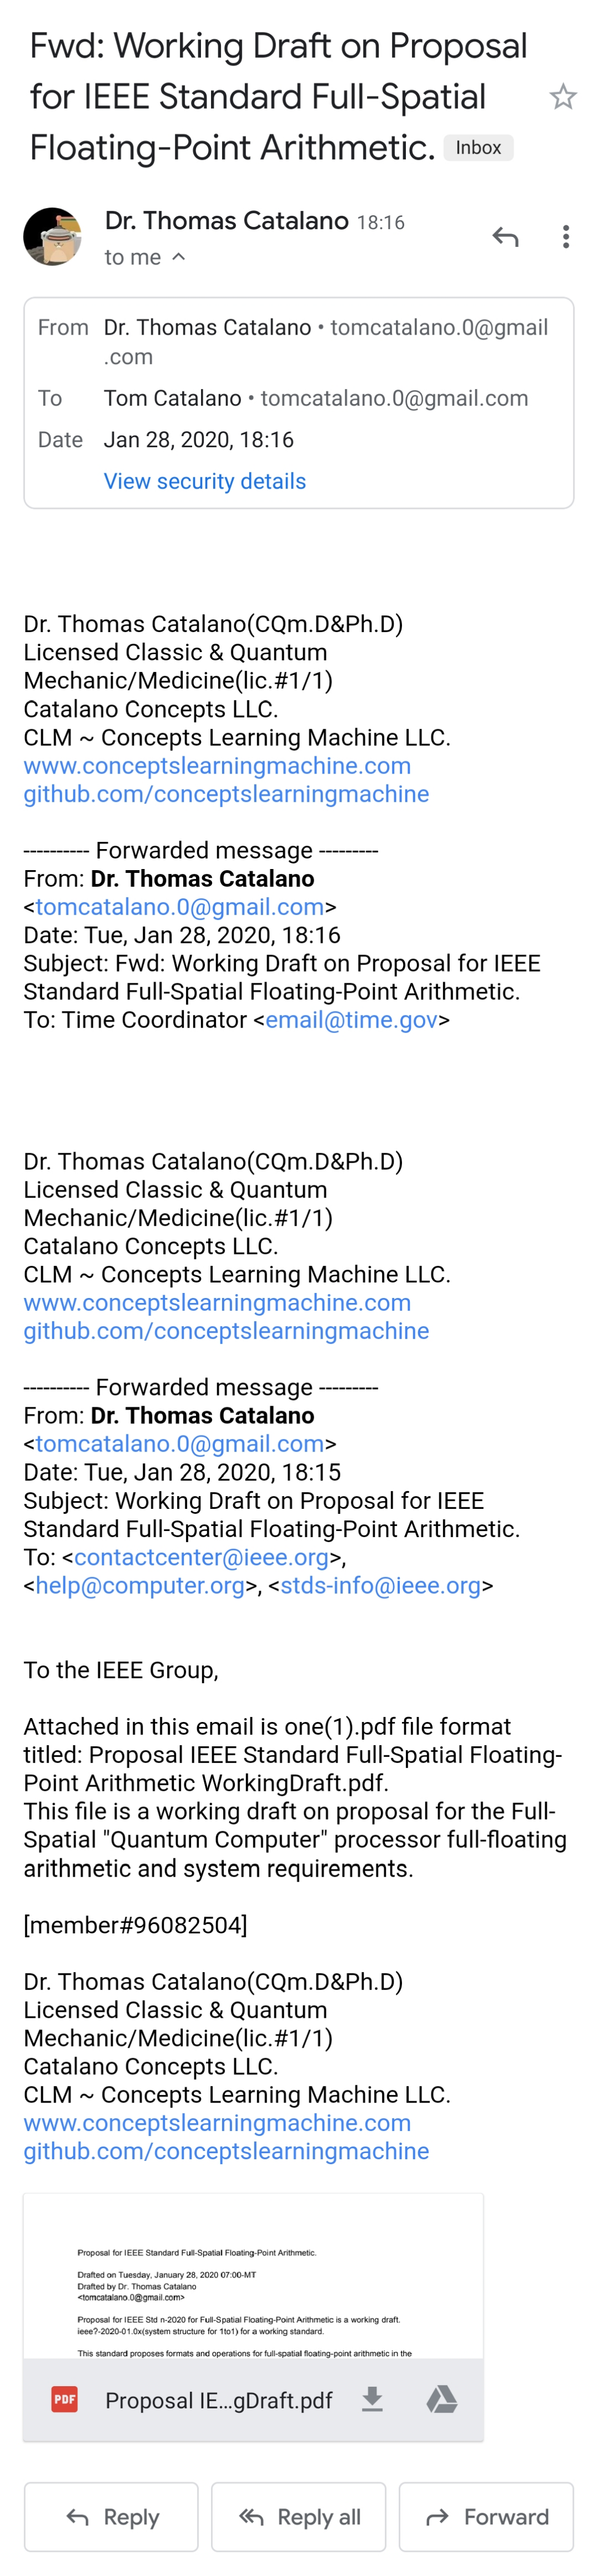 Fwd: Working Draft on Proposal
for IEEE Standard Full-Spatial
Floating-Point Arithmetic. Inbox
Dr. Thomas Catalano 18:16
to me
From Dr. Thomas Catalano • tomcatalano.0@gmail
.com
To Tom Catalano • tomcatalano.0@gmail.com
Date Jan 28, 2020, 18:16
View security details
Dr. Thomas Catalano(CQm.D&Ph.D)
Licensed Classic & Quantum
Mechanic/Medicine(lic.#1/1)
Catalano Concepts LLC.
CLM ~ Concepts Learning Machine LLC.
www.conceptslearningmachine.com
github.com/conceptslearningmachine
---------- Forwarded message ---------
From: Dr. Thomas Catalano
<tomcatalano.0@gmail.com>
Date: Tue, Jan 28, 2020, 18:16
Subject: Fwd: Working Draft on Proposal for IEEE
Standard Full-Spatial Floating-Point Arithmetic.
To: Time Coordinator <email@time.gov>
Dr. Thomas Catalano(CQm.D&Ph.D)
Licensed Classic & Quantum
Mechanic/Medicine(lic.#1/1)
Catalano Concepts LLC.
CLM ~ Concepts Learning Machine LLC.
www.conceptslearningmachine.com
github.com/conceptslearningmachine
---------- Forwarded message ---------
From: Dr. Thomas Catalano
<tomcatalano.0@gmail.com>
Date: Tue, Jan 28, 2020, 18:15
Subject: Working Draft on Proposal for IEEE
Standard Full-Spatial Floating-Point Arithmetic.
To: <contactcenter@ieee.org>,
<help@computer.org>, <stds-info@ieee.org>
To the IEEE Group,
Attached in this email is one(1).pdf file format
titled: Proposal IEEE Standard Full-Spatial Floating-
Point Arithmetic WorkingDraft.pdf.
This file is a working draft on proposal for the Full-
Spatial "Quantum Computer" processor full-floating
arithmetic and system requirements.
[member#96082504]
Dr. Thomas Catalano(CQm.D&Ph.D)
Licensed Classic & Quantum
Mechanic/Medicine(lic.#1/1)
Catalano Concepts LLC.
CLM ~ Concepts Learning Machine LLC.
www.conceptslearningmachine.com
github.com/conceptslearningmachine
Proposal for IEEE Standard Full-Spatial Floating-Point Arithmetic.
Drafted on Tuesday, January 28, 2020 07:00-MT
Drafted by Dr. Thomas Catalano
<tomcatalano.0@gmail.com>
Proposal for IEEE Std n-2020 for Full-Spatial Floating-Point Arithmetic is a working draft.
ieee?-2020-01.0x(system structure for 1to1) for a working standard.
This standard proposes formats and operations for full-spatial floating-point arithmetic in the
PDF Proposal IE...gDraft.pdf
Reply Reply all Forward